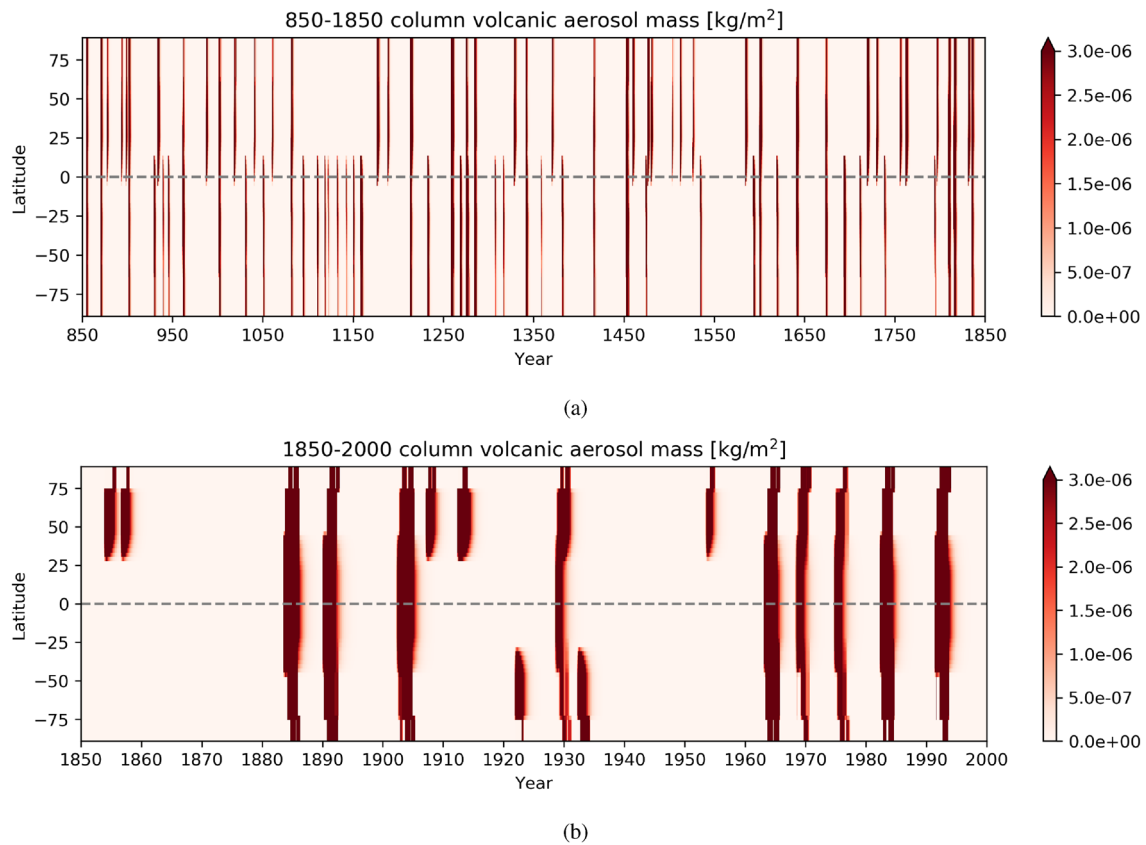 850-1850 column volcanic aerosol mass [kg/m²]
Latitude
75
50
25
0
−25
−50
−75
850 950 1050 1150 1250 1350 1450 1550 1650 1750 1850
Year
3.0e-06
2.5e-06
2.0e-06
1.5e-06
1.0e-06
5.0e-07
0.0e+00
(a)
1850-2000 column volcanic aerosol mass [kg/m²]
Latitude
75
50
25
0
−25
−50
−75
1850 1860 1870 1880 1890 1900 1910 1920 1930 1940 1950 1960 1970 1980 1990 2000
Year
3.0e-06
2.5e-06
2.0e-06
1.5e-06
1.0e-06
5.0e-07
0.0e+00
(b)